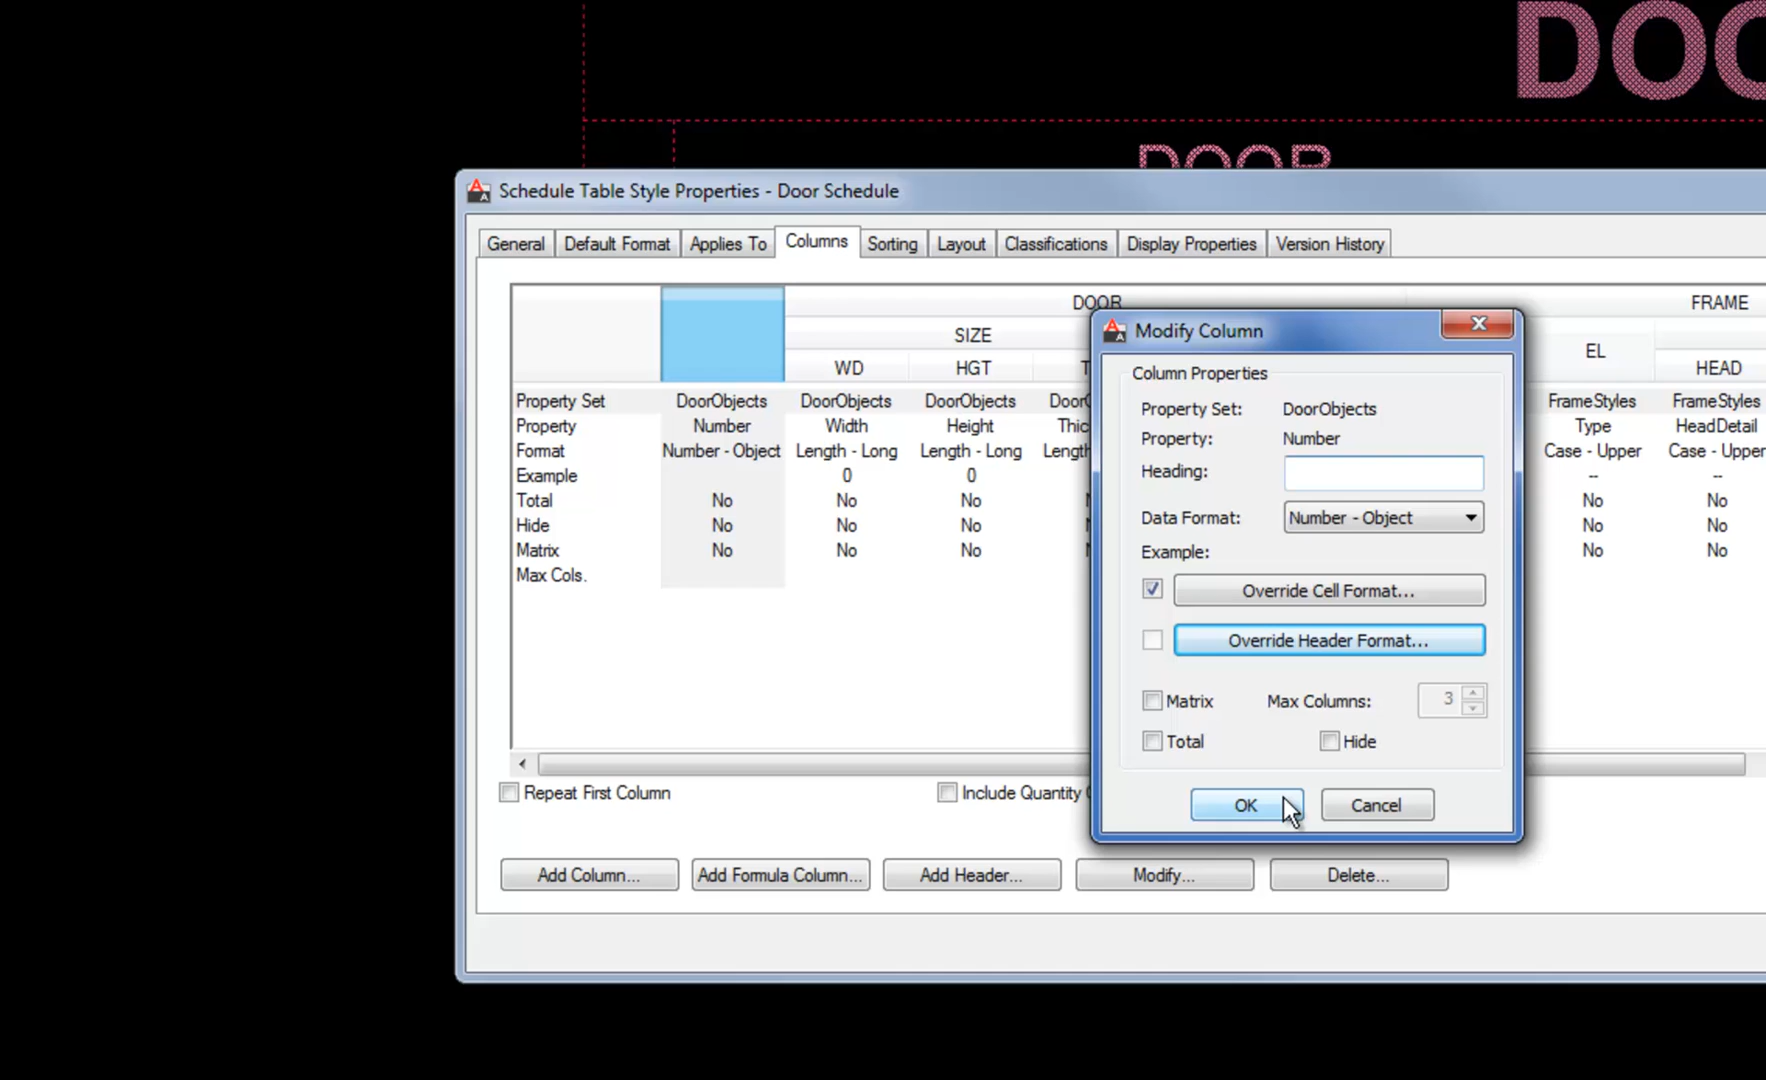 DOO
DOOR
Schedule Table Style Properties - Door Schedule
General Default Format Applies To Columns Sorting Layout Classifications Display Properties Version History
DOOR FRAME
SIZE EL
WD HGT HEAD
Property Set DoorObjects DoorObjects DoorObjects FrameStyles FrameStyles
Property Number Width Height Type HeadDetail
Format Number - Object Length - Long Length - Long Case - Upper Case - Upper
Example 0 0 -- --
Total No No No No No
Hide No No No No No
Matrix No No No No No
Max Cols.
Repeat First Column Include Quantity
Add Column... Add Formula Column... Add Header... Modify... Delete...
Modify Column
Column Properties
Property Set: DoorObjects
Property: Number
Heading:
Data Format: Number - Object
Example:
Override Cell Format...
Override Header Format...
Matrix Max Columns: 3
Total Hide
OK Cancel